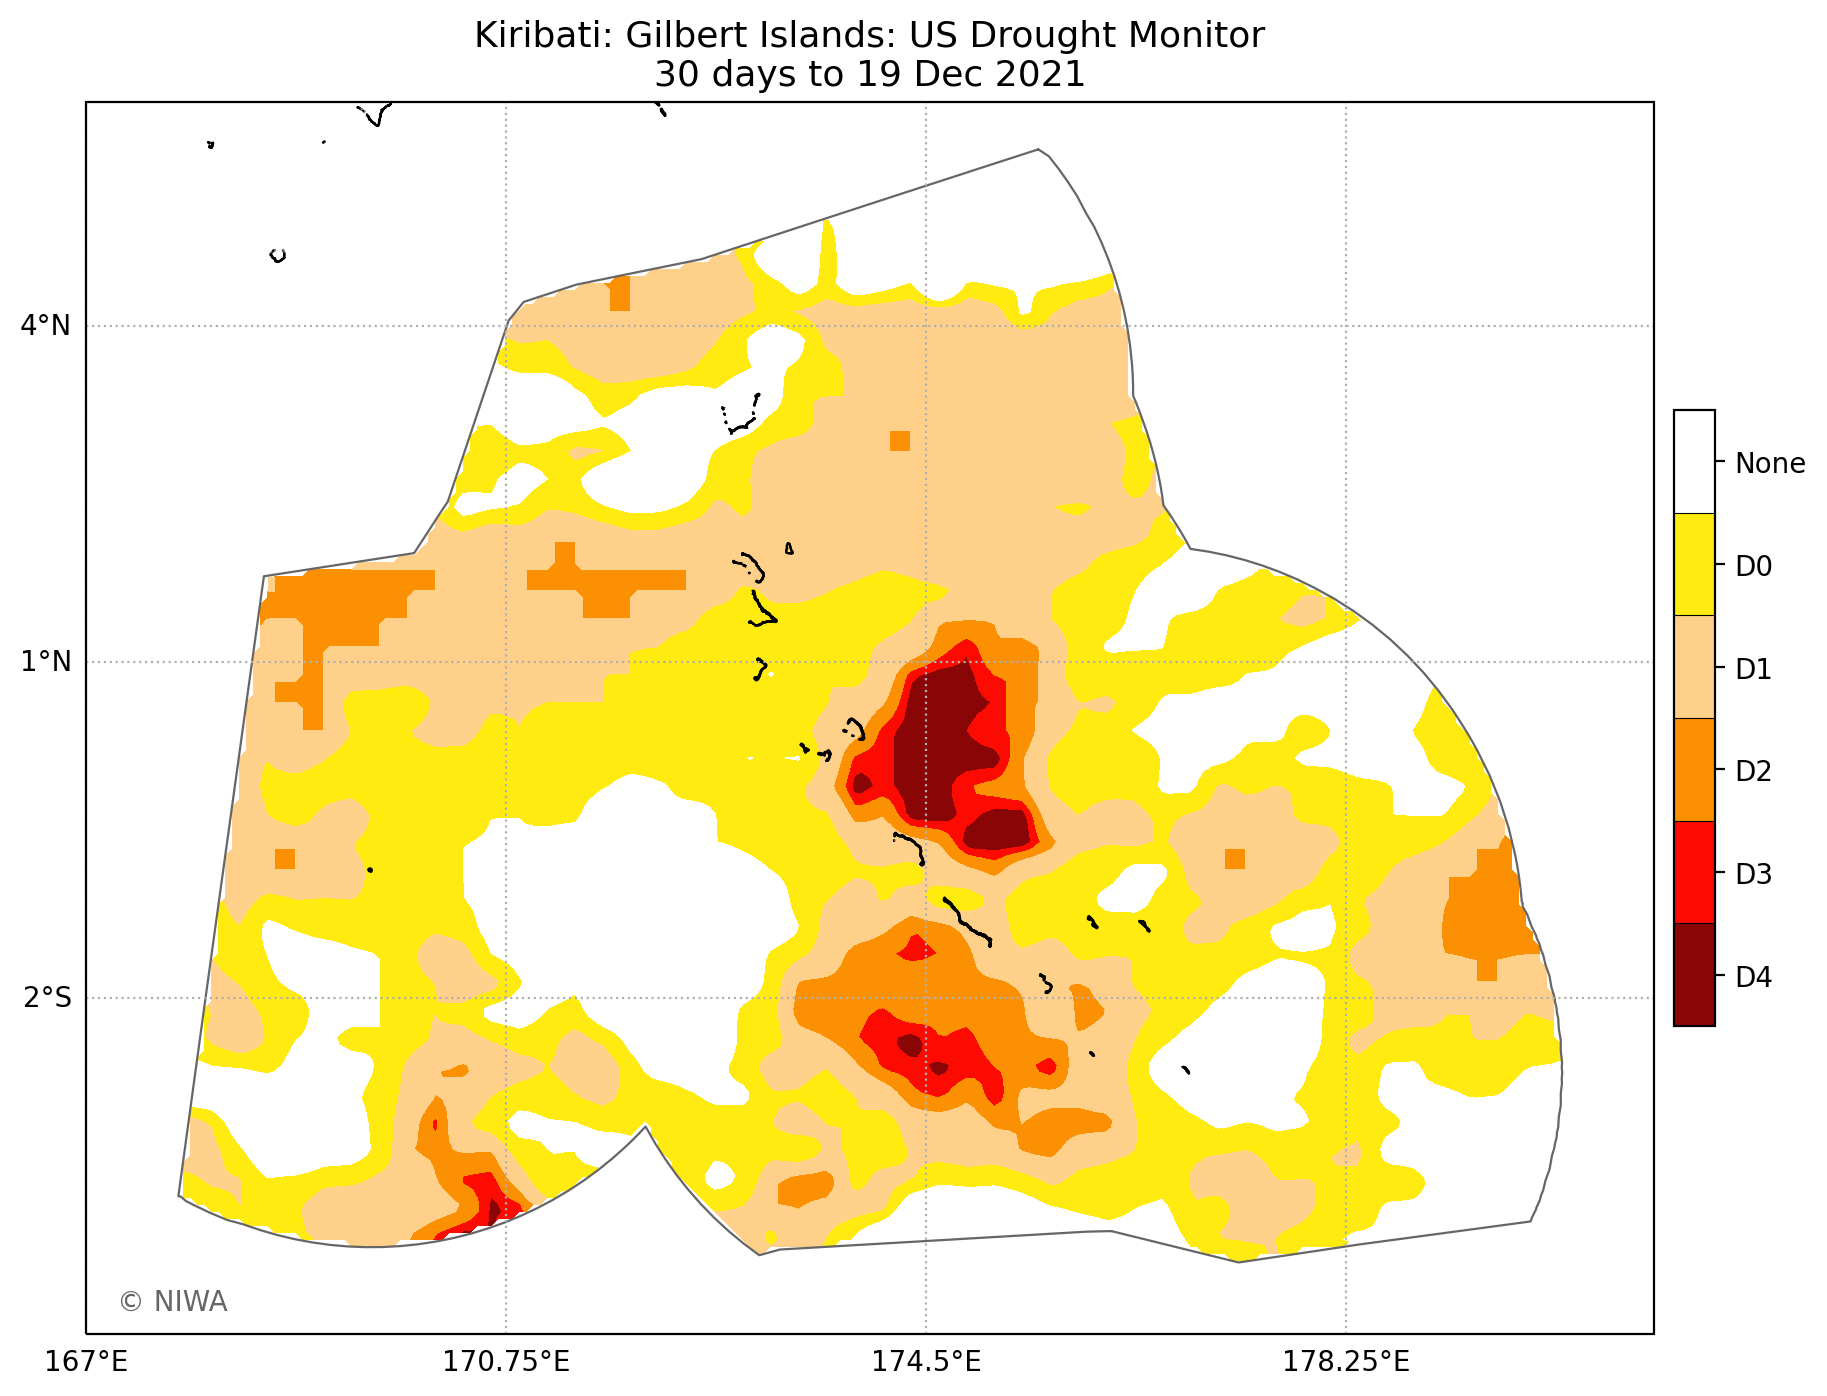 Kiribati: Gilbert Islands: US Drought Monitor
30 days to 19 Dec 2021
4°N
1°N
2°S
167°E
170.75°E
174.5°E
178.25°E
None
D0
D1
D2
D3
D4
© NIWA